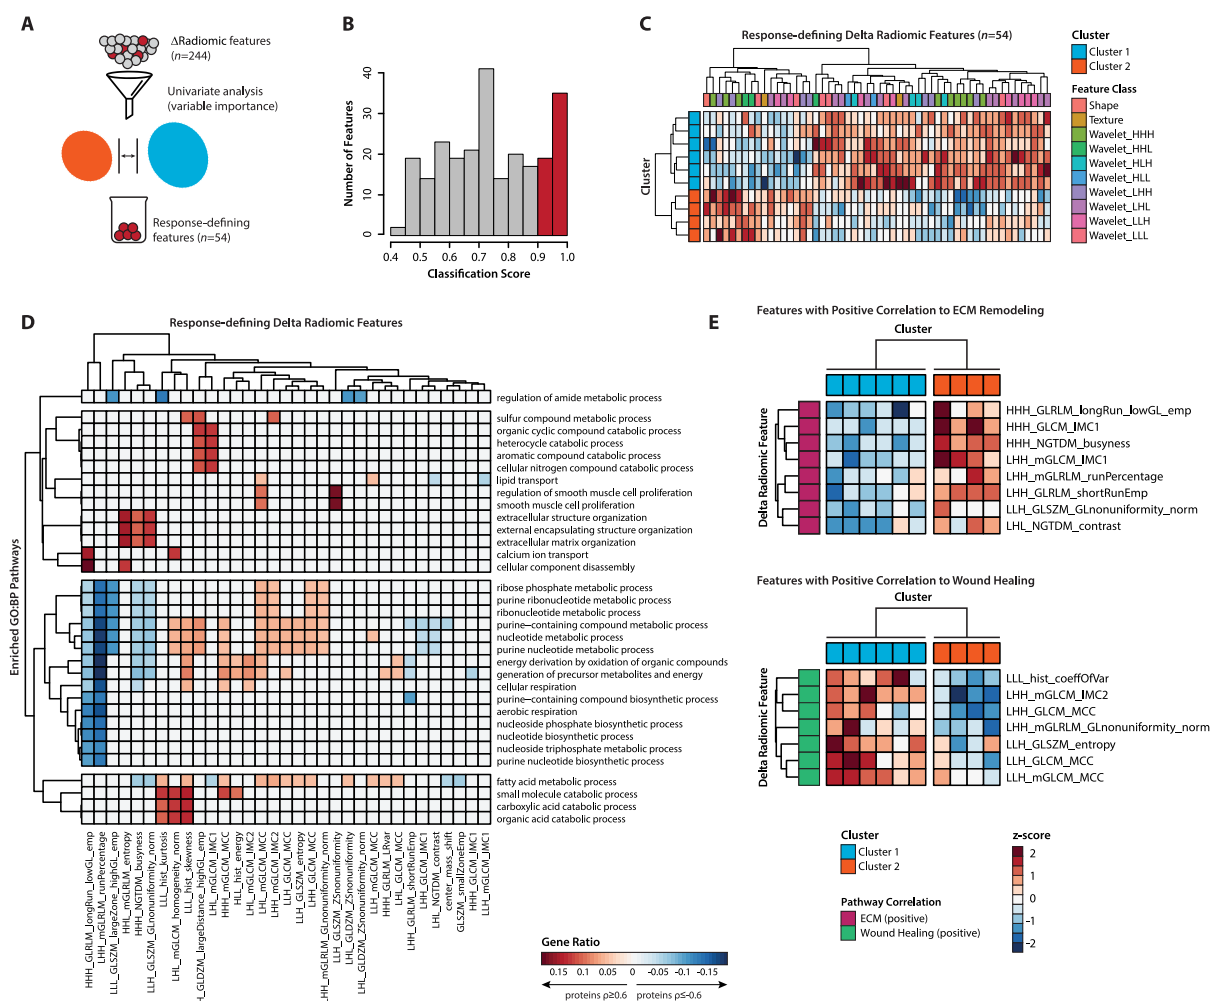 A
ΔRadiomic features
(n=244)
Univariate analysis
(variable importance)
Response-defining
features (n=54)
B
Number of Features
0
10
20
30
40
0.4
0.5
0.6
0.7
0.8
0.9
1.0
Classification Score
C
Response-defining Delta Radiomic Features (n=54)
Cluster
Cluster
Cluster 1
Cluster 2
Feature Class
Shape
Texture
Wavelet_HHH
Wavelet_HHL
Wavelet_HLH
Wavelet_HLL
Wavelet_LHH
Wavelet_LHL
Wavelet_LLH
Wavelet_LLL
D
Response-defining Delta Radiomic Features
Enriched GO:BP Pathways
regulation of amide metabolic process
sulfur compound metabolic process
organic cyclic compound catabolic process
heterocycle catabolic process
aromatic compound catabolic process
cellular nitrogen compound catabolic process
lipid transport
regulation of smooth muscle cell proliferation
smooth muscle cell proliferation
extracellular structure organization
external encapsulating structure organization
extracellular matrix organization
calcium ion transport
cellular component disassembly
ribose phosphate metabolic process
purine ribonucleotide metabolic process
ribonucleotide metabolic process
purine-containing compound metabolic process
nucleotide metabolic process
purine nucleotide metabolic process
energy derivation by oxidation of organic compounds
generation of precursor metabolites and energy
cellular respiration
purine-containing compound biosynthetic process
aerobic respiration
nucleoside phosphate biosynthetic process
nucleotide biosynthetic process
nucleoside triphosphate metabolic process
purine nucleotide biosynthetic process
fatty acid metabolic process
small molecule catabolic process
carboxylic acid catabolic process
organic acid catabolic process
HHH_GLRLM_longRun_lowGL_emp
LHH_mGLRLM_runPercentage
LLL_GLSZM_largeZone_highGL_emp
HHL_mGLRLM_entropy
HHH_NGTDM_busyness
LLH_GLSZM_GLnonuniformity_norm
LLL_hist_kurtosis
LHL_mGLCM_homogeneity_norm
LLL_hist_skewness
H_GLDZM_largeDistance_highGL_emp
LHL_mGLCM_IMC1
HHH_mGLCM_MCC
HLL_hist_energy
LHL_mGLCM_IMC2
LHL_mGLCM_MCC
LHH_mGLCM_IMC2
LLH_GLCM_MCC
LLH_GLSZM_entropy
LHH_GLCM_MCC
LHH_mGLRLM_GLnonuniformity_norm
LLH_GLSZM_ZSnonuniformity
LHL_GLDZM_ZSnonuniformity
LHL_GLDZM_ZSnonuniformity_norm
LLH_mGLCM_MCC
HHH_GLRLM_LRvar
LHL_GLCM_MCC
LHH_GLRLM_shortRunEmp
LHH_GLCM_IMC1
LHL_NGTDM_contrast
center_mass_shift
GLSZM_smallZoneEmp
HHH_GLCM_IMC1
LLH_mGLCM_IMC1
Gene Ratio
0.15
0.1
0.05
0
-0.05
-0.1
-0.15
proteins ρ≥0.6
proteins ρ≤-0.6
E
Features with Positive Correlation to ECM Remodeling
Cluster
Delta Radiomic Feature
HHH_GLRLM_longRun_lowGL_emp
HHH_GLCM_IMC1
HHH_NGTDM_busyness
LHH_mGLCM_IMC1
LHH_mGLRLM_runPercentage
LHH_GLRLM_shortRunEmp
LLH_GLSZM_GLnonuniformity_norm
LHL_NGTDM_contrast
Features with Positive Correlation to Wound Healing
Cluster
Delta Radiomic Feature
LLL_hist_coeffOfVar
LHH_mGLCM_IMC2
LHH_GLCM_MCC
LHH_mGLRLM_GLnonuniformity_norm
LLH_GLSZM_entropy
LLH_GLCM_MCC
LLH_mGLCM_MCC
Cluster
Cluster 1
Cluster 2
Pathway Correlation
ECM (positive)
Wound Healing (positive)
z-score
2
1
0
-1
-2